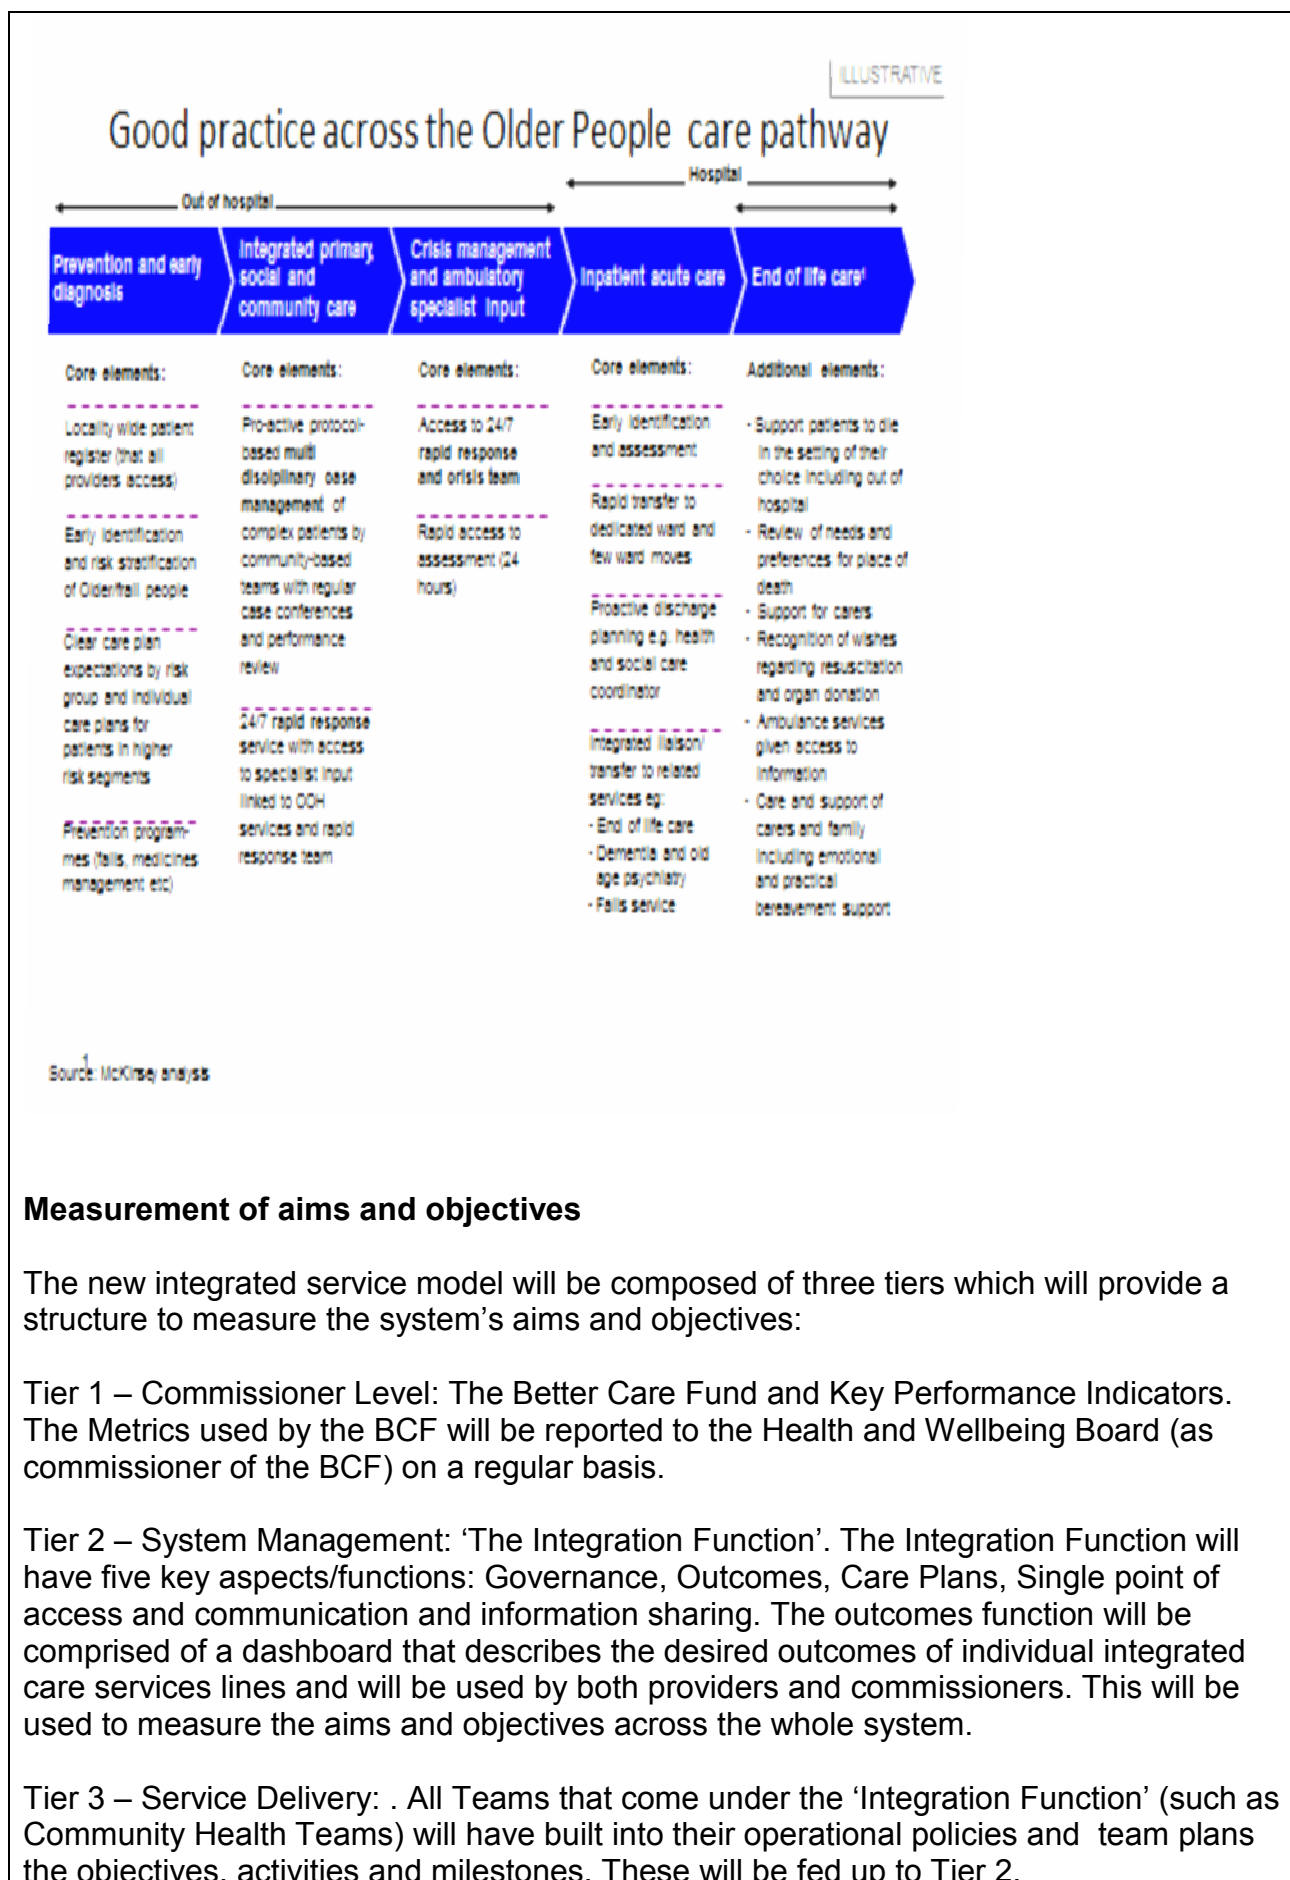 ILLUSTRATIVE
Good practice across the Older People care pathway
Hospital
Out of hospital
Prevention and early
diagnosis
Integrated primary,
social and
community care
Crisis management
and ambulatory
specialist input
Inpatient acute care
End of life care¹
Core elements:
Locality wide patient
register (that all
providers access)
Early identification
and risk stratification
of Older/frail people
Clear care plan
expectations by risk
group and individual
care plans for
patients in higher
risk segments
Prevention program-
mes (falls, medicines
management etc)
Core elements:
Pro-active protocol-
based multi
disciplinary case
management of
complex patients by
community-based
teams with regular
case conferences
and performance
review
24/7 rapid response
service with access
to specialist input
linked to OOH
services and rapid
response team
Core elements:
Access to 24/7
rapid response
and crisis team
Rapid access to
assessment (24
hours)
Core elements:
Early identification
and assessment
Rapid transfer to
dedicated ward and
few ward moves
Proactive discharge
planning e.g. health
and social care
coordinator
Integrated liaison/
transfer to related
services eg:
- End of life care
- Dementia and old
age psychiatry
- Falls service
Additional elements:
- Support patients to die
in the setting of their
choice including out of
hospital
- Review of needs and
preferences for place of
death
- Support for carers
- Recognition of wishes
regarding resuscitation
and organ donation
- Ambulance services
given access to
information
- Care and support of
carers and family
including emotional
and practical
bereavement support
1
Source: McKinsey analysis
Measurement of aims and objectives
The new integrated service model will be composed of three tiers which will provide a
structure to measure the system’s aims and objectives:
Tier 1 – Commissioner Level: The Better Care Fund and Key Performance Indicators.
The Metrics used by the BCF will be reported to the Health and Wellbeing Board (as
commissioner of the BCF) on a regular basis.
Tier 2 – System Management: ‘The Integration Function’. The Integration Function will
have five key aspects/functions: Governance, Outcomes, Care Plans, Single point of
access and communication and information sharing. The outcomes function will be
comprised of a dashboard that describes the desired outcomes of individual integrated
care services lines and will be used by both providers and commissioners. This will be
used to measure the aims and objectives across the whole system.
Tier 3 – Service Delivery: . All Teams that come under the ‘Integration Function’ (such as
Community Health Teams) will have built into their operational policies and  team plans
the objectives, activities and milestones. These will be fed up to Tier 2.